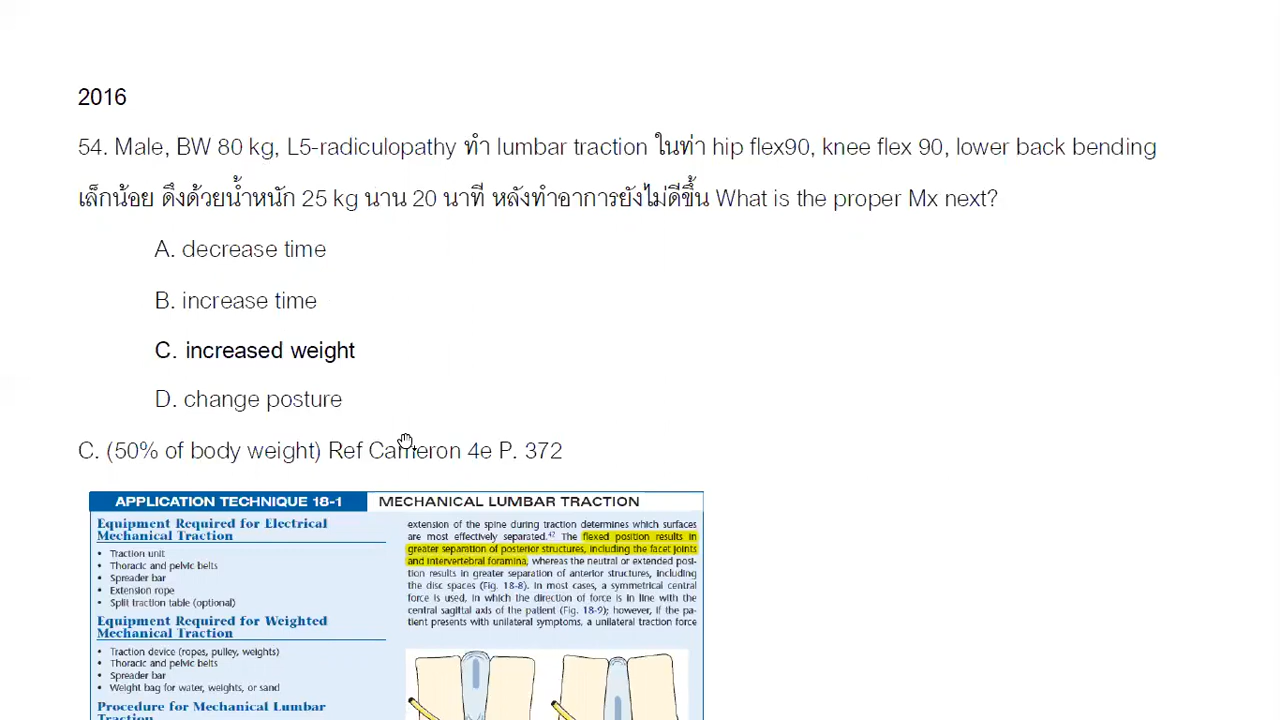 2016
54. Male, BW 80 kg, L5-radiculopathy ทำ lumbar traction ในท่า hip flex90, knee flex 90, lower back bending
เล็กน้อย ดึงด้วยน้ำหนัก 25 kg นาน 20 นาที หลังทำอาการยังไม่ดีขึ้น What is the proper Mx next?
A. decrease time
B. increase time
C. increased weight
D. change posture
C. (50% of body weight) Ref Cameron 4e P. 372
APPLICATION TECHNIQUE 18-1
MECHANICAL LUMBAR TRACTION
Equipment Required for Electrical
Mechanical Traction
• Traction unit
• Thoracic and pelvic belts
• Spreader bar
• Extension rope
• Split traction table (optional)
Equipment Required for Weighted
Mechanical Traction
• Traction device (ropes, pulley, weights)
• Thoracic and pelvic belts
• Spreader bar
• Weight bag for water, weights, or sand
Procedure for Mechanical Lumbar
Traction
extension of the spine during traction determines which surfaces
are most effectively separated.42 The flexed position results in
greater separation of posterior structures, including the facet joints
and intervertebral foramina, whereas the neutral or extended posi-
tion results in greater separation of anterior structures, including
the disc spaces (Fig. 18-8). In most cases, a symmetrical central
force is used, in which the direction of force is in line with the
central sagittal axis of the patient (Fig. 18-9); however, if the pa-
tient presents with unilateral symptoms, a unilateral traction force